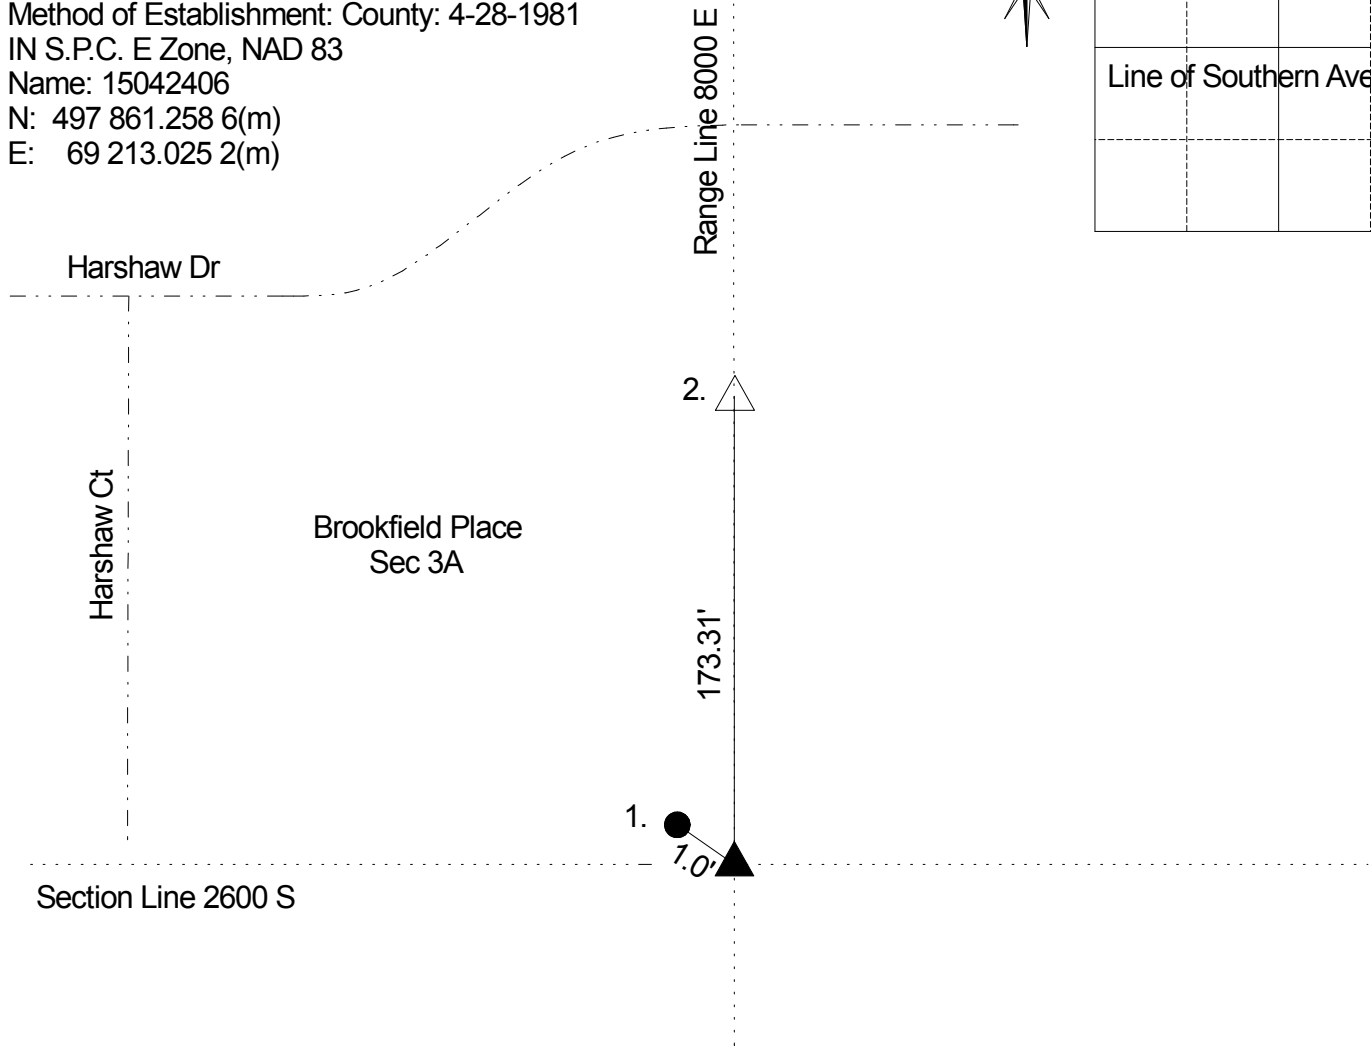 Method of Establishment: County: 4-28-1981
IN S.P.C. E Zone, NAD 83
Name: 15042406
N: 497 861.258 6(m)
E: 69 213.025 2(m)
Range Line 8000 E
Line of Southern Ave
Harshaw Dr
2.
Harshaw Ct
Brookfield Place
Sec 3A
173.31'
1.
1.0'
Section Line 2600 S